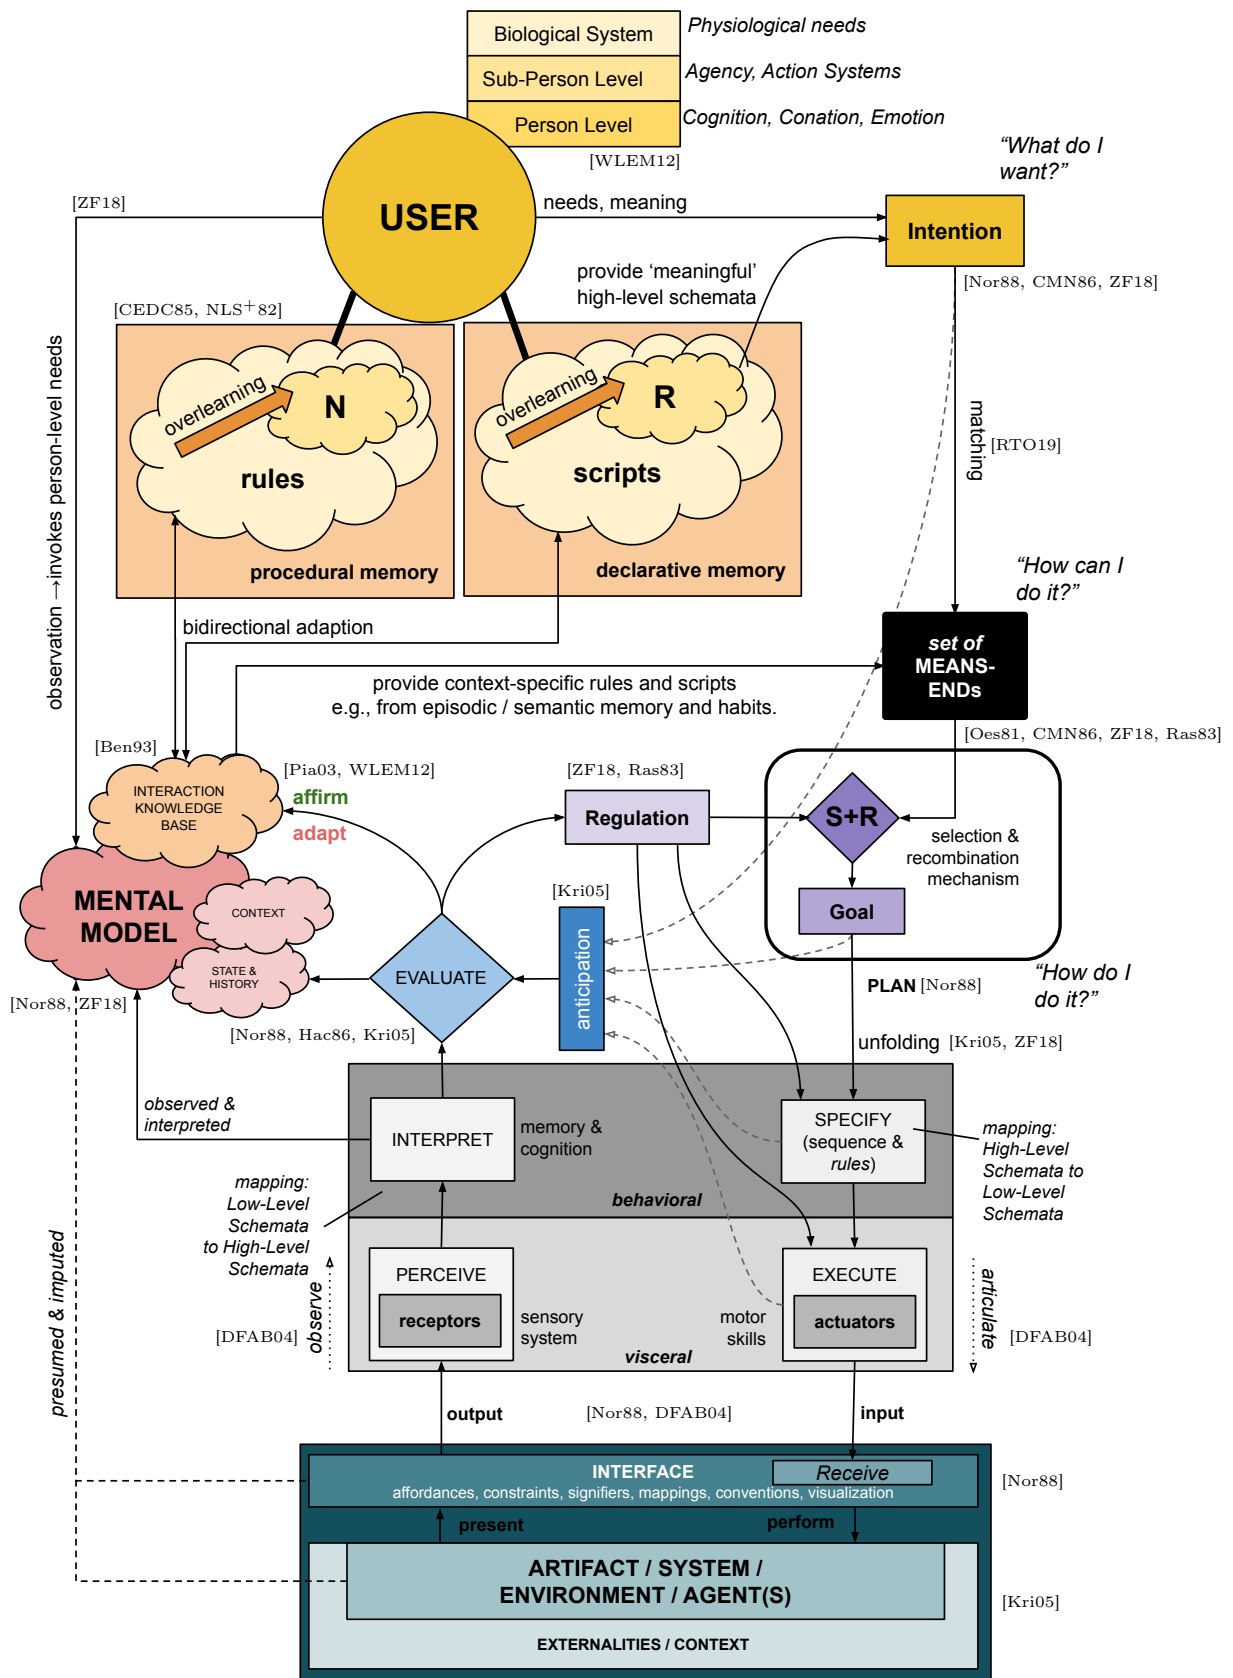 Biological System
Physiological needs
Sub-Person Level
Agency, Action Systems
Person Level
Cognition, Conation, Emotion
[WLEM12]
“What do I
want?”
[ZF18]
USER
needs, meaning
Intention
provide ‘meaningful’
high-level schemata
[Nor88, CMN86, ZF18]
[CEDC85, NLS+82]
overlearning
N
rules
procedural memory
overlearning
R
scripts
declarative memory
matching
[RTO19]
observation →invokes person-level needs
“How can I
do it?”
bidirectional adaption
set of
MEANS-
ENDs
provide context-specific rules and scripts
e.g., from episodic / semantic memory and habits.
[Oes81, CMN86, ZF18, Ras83]
[Ben93]
[Pia03, WLEM12]
affirm
adapt
INTERACTION
KNOWLEDGE
BASE
[ZF18, Ras83]
Regulation
S+R
selection &
recombination
mechanism
Goal
MENTAL
MODEL
CONTEXT
STATE &
HISTORY
[Kri05]
anticipation
EVALUATE
“How do I
do it?”
PLAN [Nor88]
[Nor88, ZF18]
[Nor88, Hac86, Kri05]
unfolding [Kri05, ZF18]
observed &
interpreted
INTERPRET
memory &
cognition
SPECIFY
(sequence &
rules)
mapping:
High-Level
Schemata to
Low-Level
Schemata
mapping:
Low-Level
Schemata
to High-Level
Schemata
behavioral
presumed & imputed
observe
[DFAB04]
PERCEIVE
receptors
sensory
system
EXECUTE
actuators
motor
skills
visceral
articulate
[DFAB04]
output
[Nor88, DFAB04]
input
INTERFACE
Receive
affordances, constraints, signifiers, mappings, conventions, visualization
[Nor88]
present
perform
ARTIFACT / SYSTEM /
ENVIRONMENT / AGENT(S)
[Kri05]
EXTERNALITIES / CONTEXT